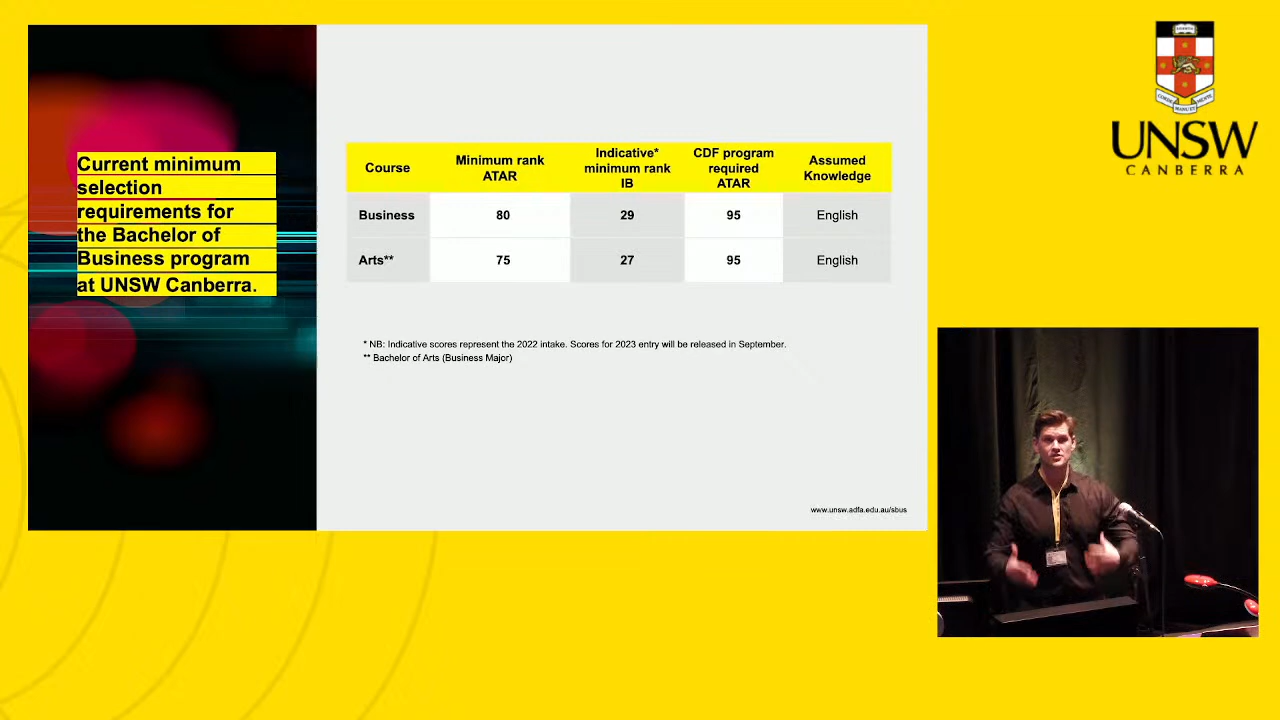 Current minimum
selection
requirements for
the Bachelor of
Business program
at UNSW Canberra.
Course
Minimum rank
ATAR
Indicative*
minimum rank
IB
CDF program
required
ATAR
Assumed
Knowledge
Business 80 29 95 English
Arts** 75 27 95 English
* NB: Indicative scores represent the 2022 intake. Scores for 2023 entry will be released in September.
** Bachelor of Arts (Business Major)
www.unsw.adfa.edu.au/sbus
UNSW
CANBERRA